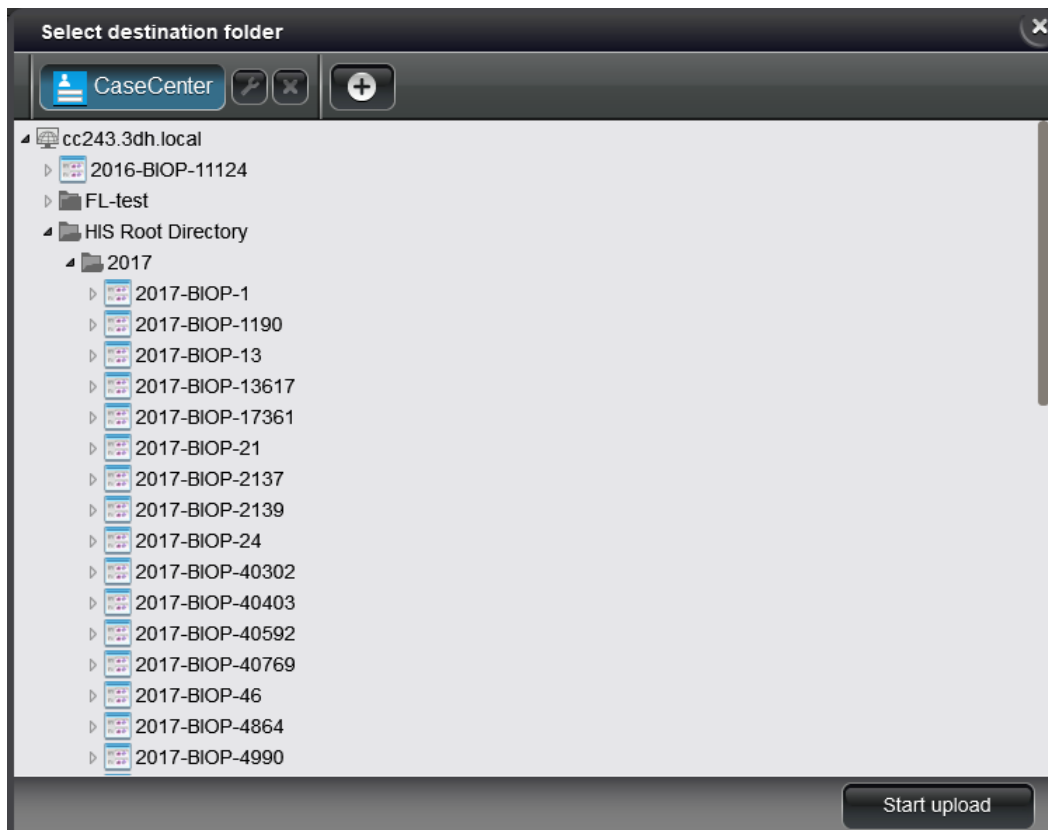 Select destination folder
CaseCenter
cc243.3dh.local
2016-BIOP-11124
FL-test
HIS Root Directory
2017
2017-BIOP-1
2017-BIOP-1190
2017-BIOP-13
2017-BIOP-13617
2017-BIOP-17361
2017-BIOP-21
2017-BIOP-2137
2017-BIOP-2139
2017-BIOP-24
2017-BIOP-40302
2017-BIOP-40403
2017-BIOP-40592
2017-BIOP-40769
2017-BIOP-46
2017-BIOP-4864
2017-BIOP-4990
Start upload